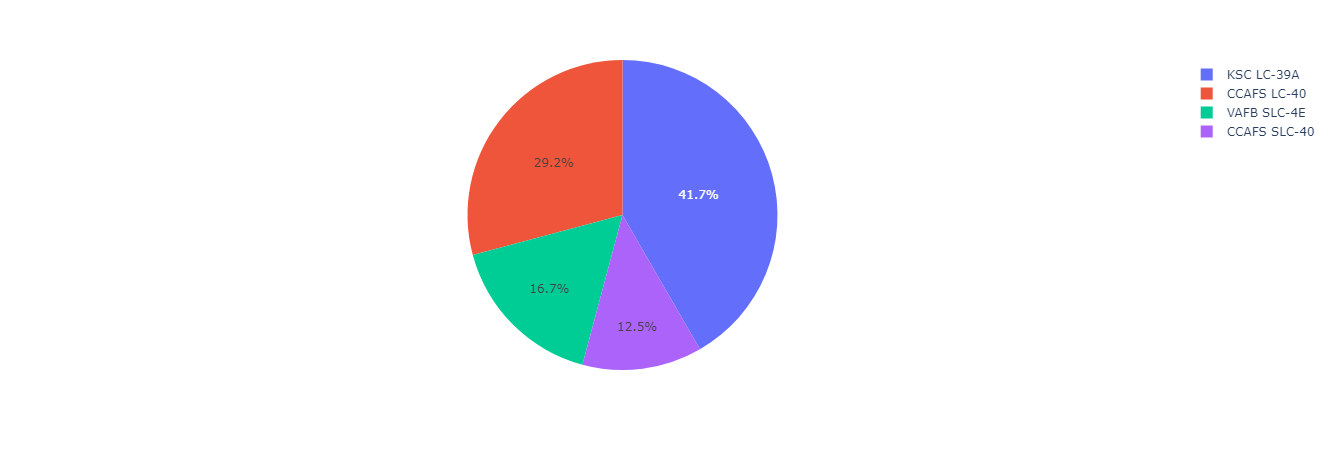 KSC LC-39A
CCAFS LC-40
VAFB SLC-4E
CCAFS SLC-40
29.2%
41.7%
16.7%
12.5%